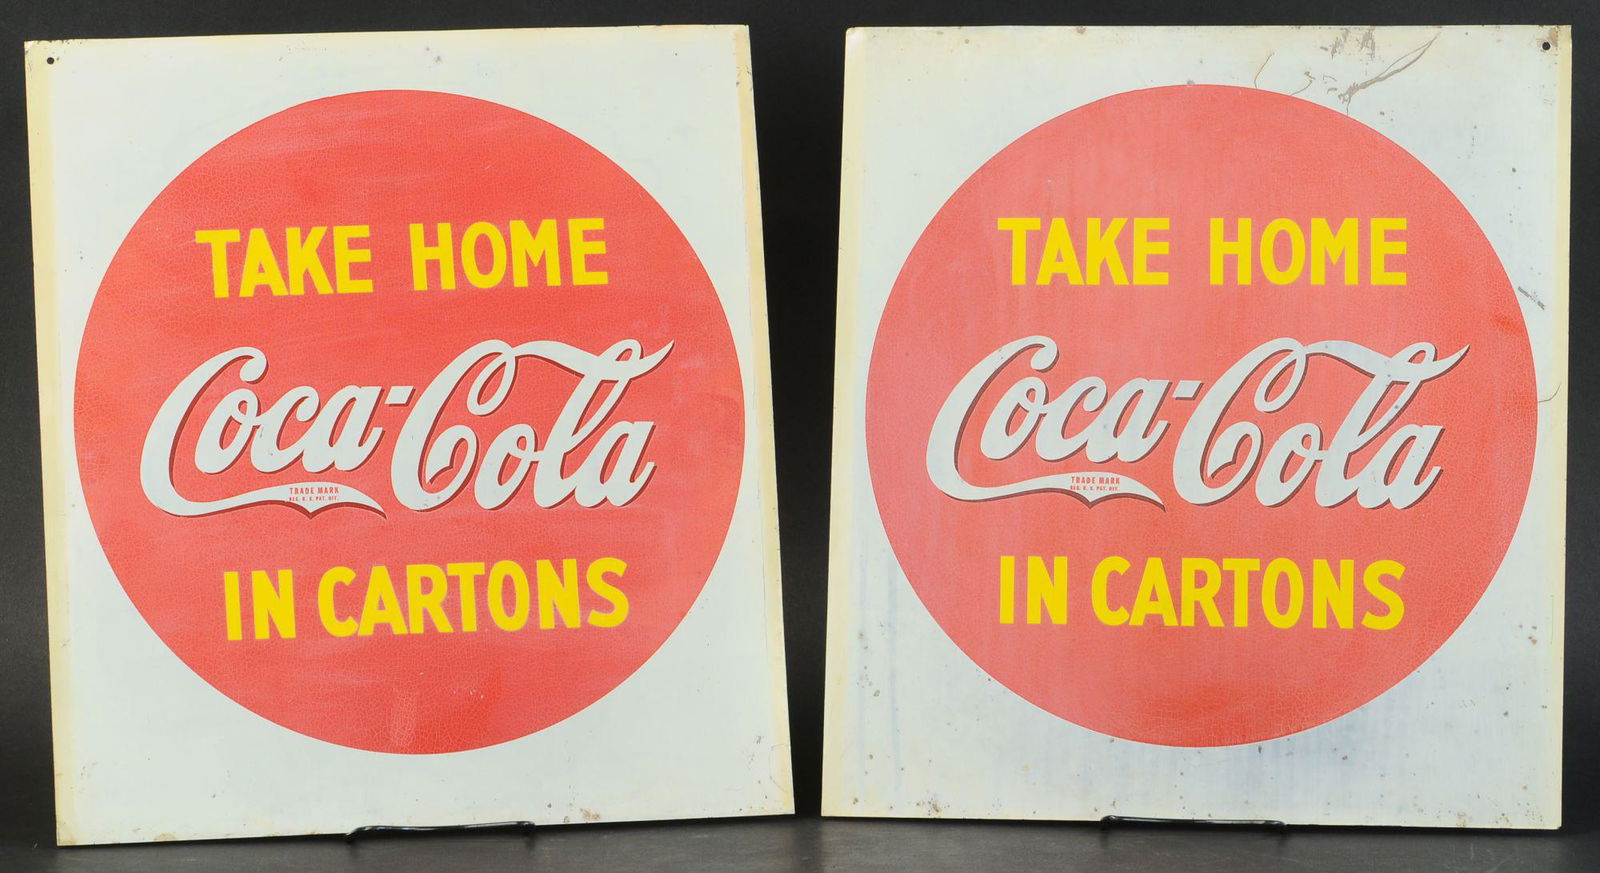 TAKE HOME
Coca-Cola
TRADE MARK
REG. U. S. PAT. OFF.
IN CARTONS
TAKE HOME
Coca-Cola
TRADE MARK
REG. U. S. PAT. OFF.
IN CARTONS